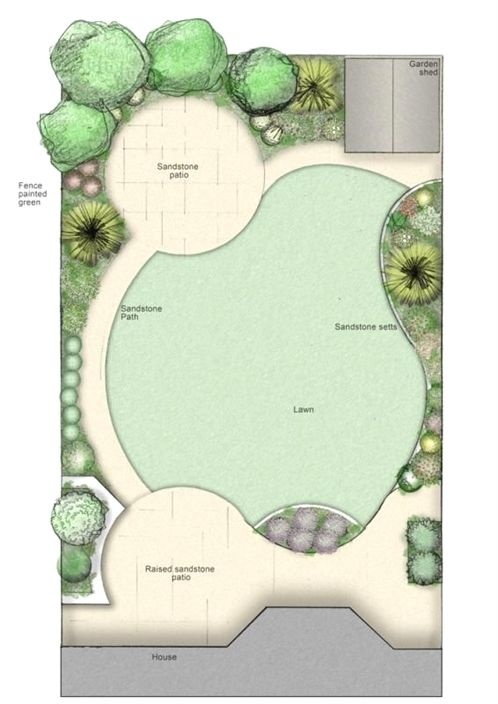 Garden
shed
Sandstone
patio
Fence
painted
green
Sandstone
Path
Sandstone setts
Lawn
Raised sandstone
patio
House